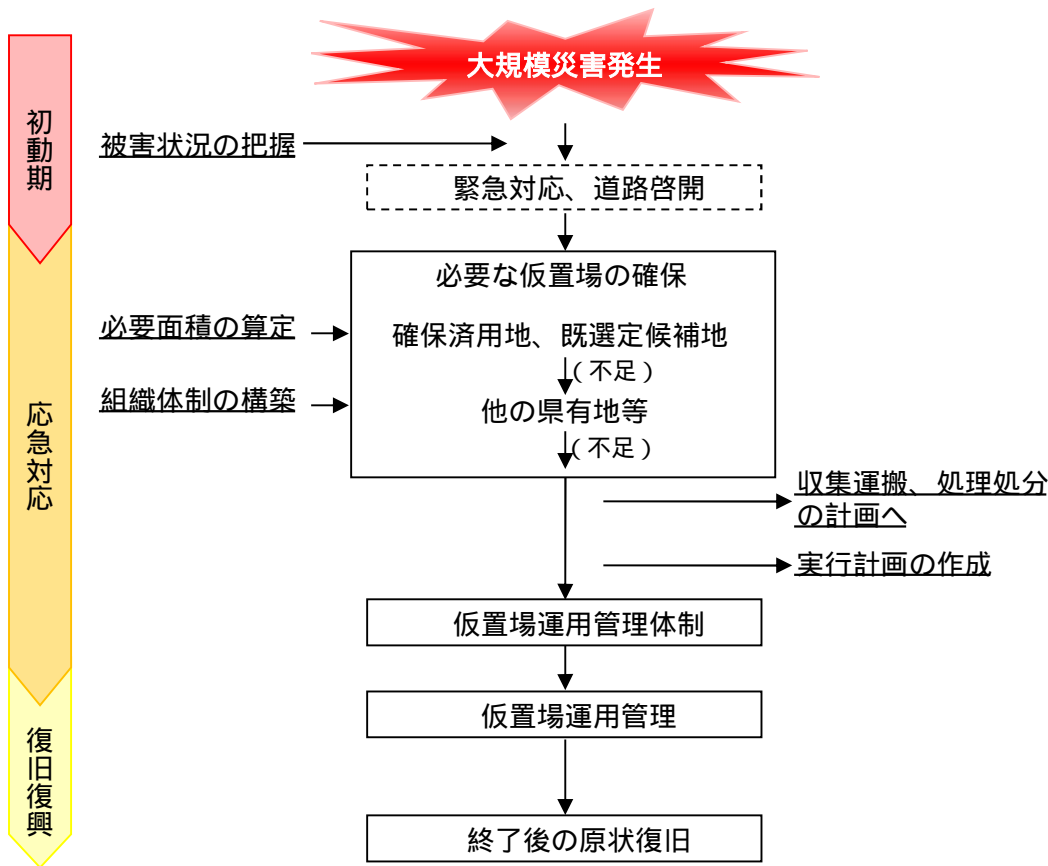 大規模災害発生
初動期
被害状況の把握
緊急対応、道路啓開
必要な仮置場の確保
必要面積の算定
確保済用地、既選定候補地
（不足）
組織体制の構築
他の県有地等
（不足）
応急対応
収集運搬、処理処分
の計画へ
実行計画の作成
仮置場運用管理体制
仮置場運用管理
復旧復興
終了後の原状復旧